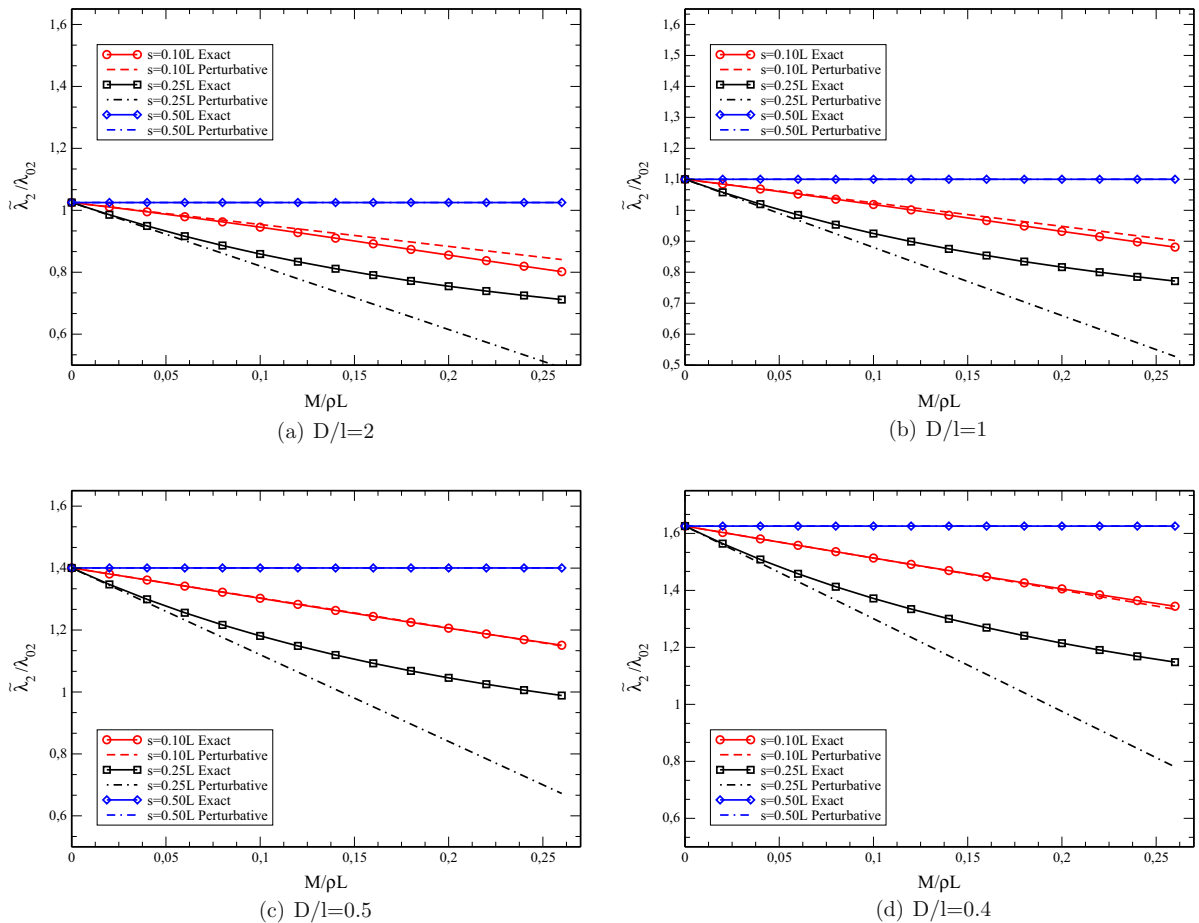 1,6
1,4
1,2
1
0,8
0,6
λ̃₂/λ₀₂
s=0.10L Exact
s=0.10L Perturbative
s=0.25L Exact
s=0.25L Perturbative
s=0.50L Exact
s=0.50L Perturbative
0 0,05 0,1 0,15 0,2 0,25
M/ρL
(a) D/l=2
1,6
1,5
1,4
1,3
1,2
1,1
1
0,9
0,8
0,7
0,6
0,5
λ̃₂/λ₀₂
s=0.10L Exact
s=0.10L Perturbative
s=0.25L Exact
s=0.25L Perturbative
s=0.50L Exact
s=0.50L Perturbative
0 0,05 0,1 0,15 0,2 0,25
M/ρL
(b) D/l=1
1,6
1,4
1,2
1
0,8
0,6
λ̃₂/λ₀₂
s=0.10L Exact
s=0.10L Perturbative
s=0.25L Exact
s=0.25L Perturbative
s=0.50L Exact
s=0.50L Perturbative
0 0,05 0,1 0,15 0,2 0,25
M/ρL
(c) D/l=0.5
1,6
1,4
1,2
1
0,8
0,6
λ̃₂/λ₀₂
s=0.10L Exact
s=0.10L Perturbative
s=0.25L Exact
s=0.25L Perturbative
s=0.50L Exact
s=0.50L Perturbative
0 0,05 0,1 0,15 0,2 0,25
M/ρL
(d) D/l=0.4